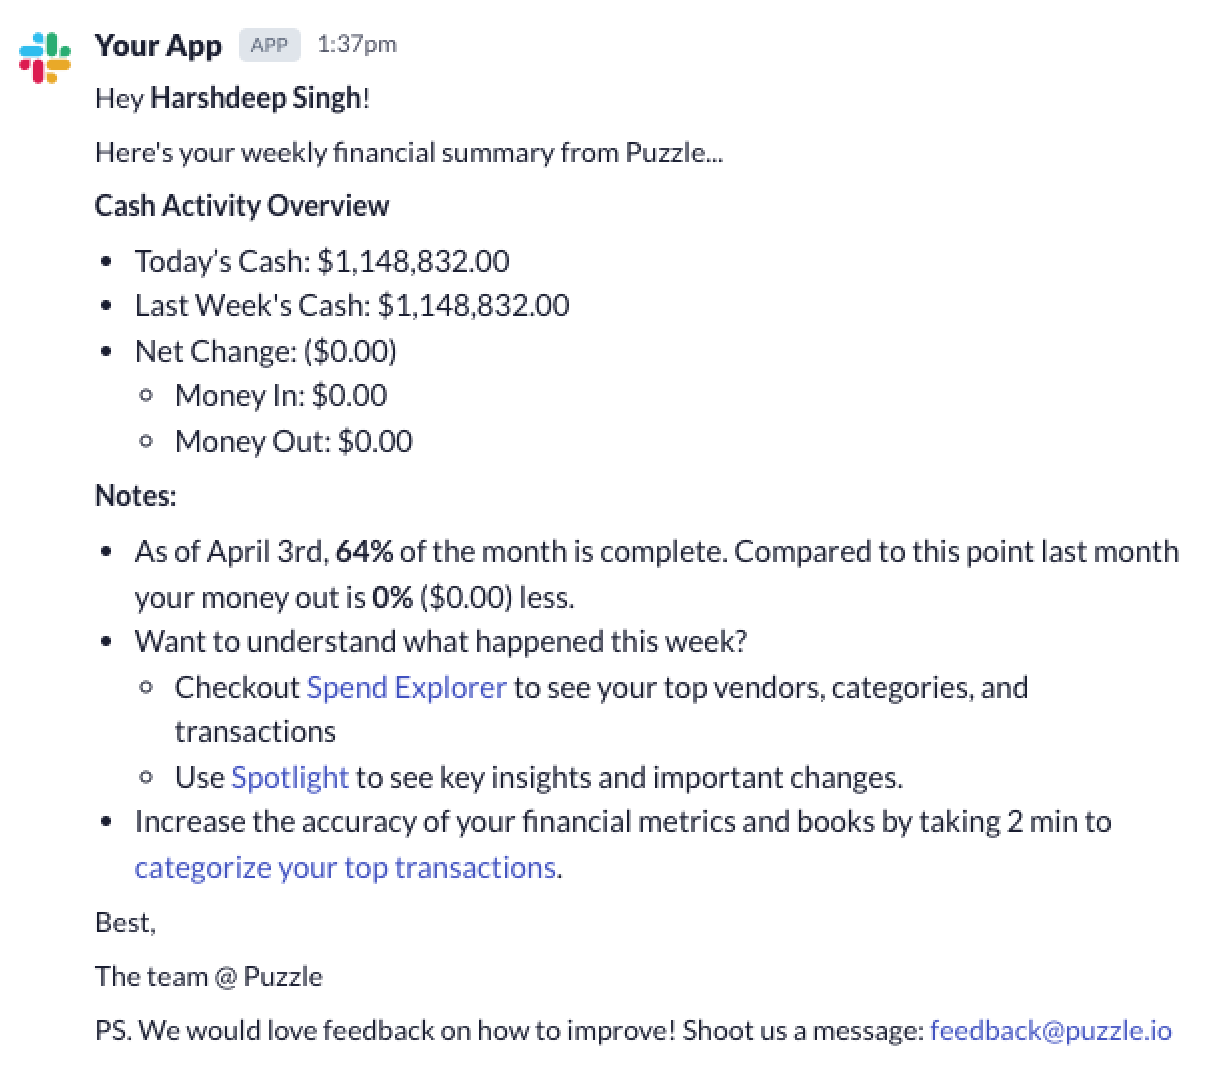 Your App APP 1:37pm
Hey Harshdeep Singh!
Here's your weekly financial summary from Puzzle...
Cash Activity Overview
• Today's Cash: $1,148,832.00
• Last Week's Cash: $1,148,832.00
• Net Change: ($0.00)
◦ Money In: $0.00
◦ Money Out: $0.00
Notes:
• As of April 3rd, 64% of the month is complete. Compared to this point last month
your money out is 0% ($0.00) less.
• Want to understand what happened this week?
◦ Checkout Spend Explorer to see your top vendors, categories, and
transactions
◦ Use Spotlight to see key insights and important changes.
• Increase the accuracy of your financial metrics and books by taking 2 min to
categorize your top transactions.
Best,
The team @ Puzzle
PS. We would love feedback on how to improve! Shoot us a message: feedback@puzzle.io